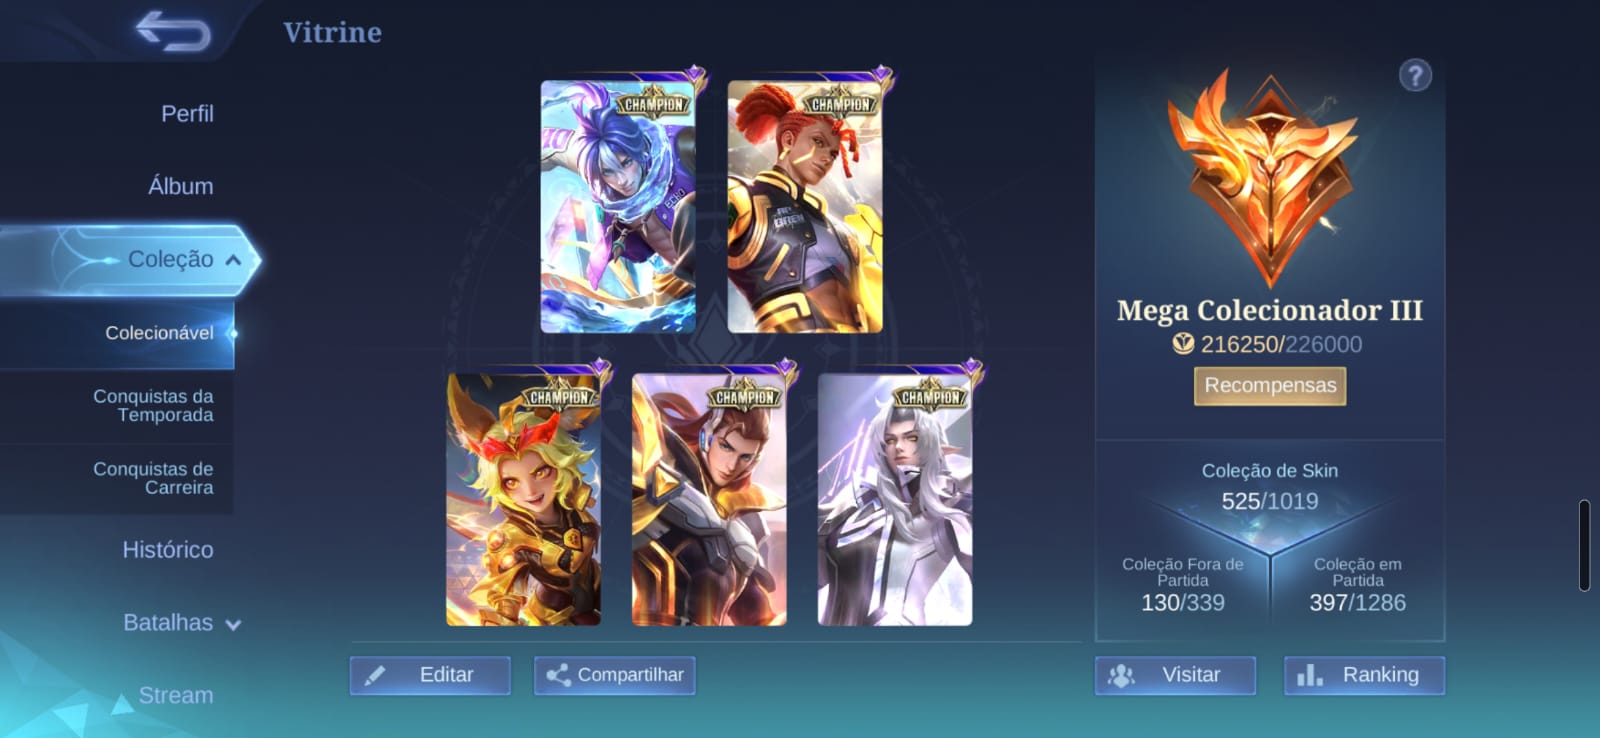 Vitrine
Perfil
Álbum
Coleção
Colecionável
Conquistas da
Temporada
Conquistas de
Carreira
Histórico
Batalhas
Stream
CHAMPION
ECHO
CHAMPION
BREN
CHAMPION
CHAMPION
CHAMPION
Editar
Compartilhar
?
Mega Colecionador III
216250/226000
Recompensas
Coleção de Skin
525/1019
Coleção Fora de
Partida
130/339
Coleção em
Partida
397/1286
Visitar
Ranking